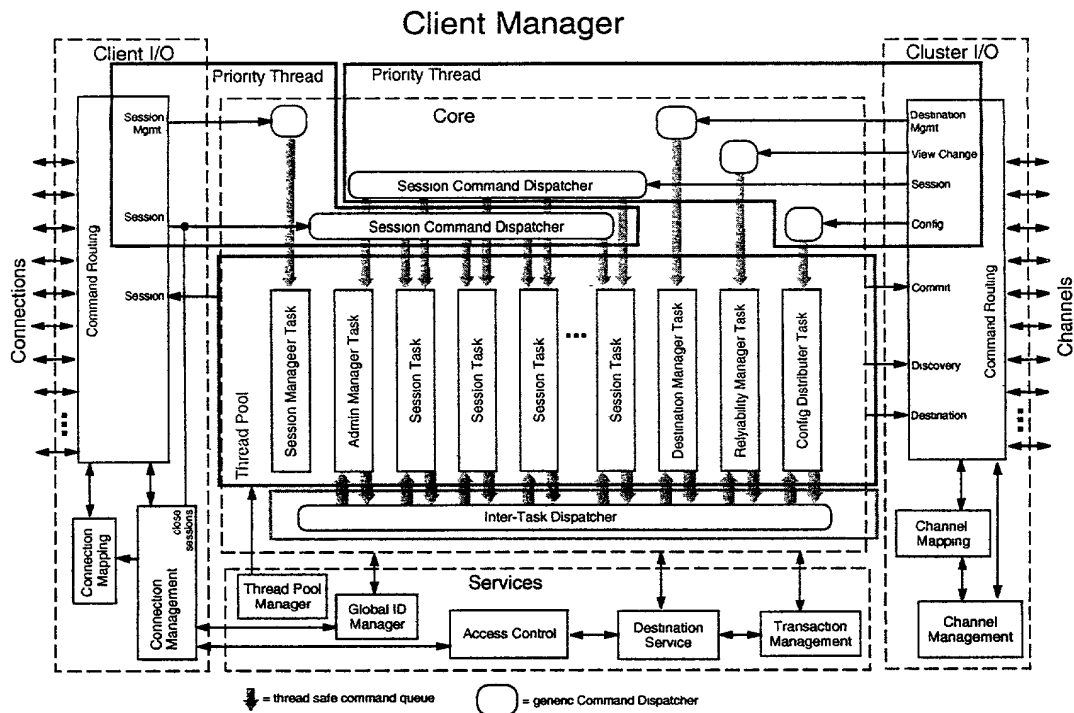 Client Manager
Client I/O
Cluster I/O
Priority Thread
Priority Thread
Core
Session
Mgmt
Destination
Mgmt
View Change
Session Command Dispatcher
Session
Session
Session Command Dispatcher
Config
Command Routing
Connections
Session
Commit
Session Manageer Task
Admin Manager Task
Session Task
Session Task
Session Task
...
Session Task
Destination Manager Task
Relyiability Manager Task
Config Distributer Task
Command Routing
Channels
Discovery
Destination
Thread Pool
...
...
Inter-Task Dispatcher
close
sessions
Connection
Mapping
Connection
Management
Channel
Mapping
Services
Thread Pool
Manager
Global ID
Manager
Access Control
Destination
Service
Transaction
Management
Channel
Management
= thread safe command queue
= generic Command Dispatcher